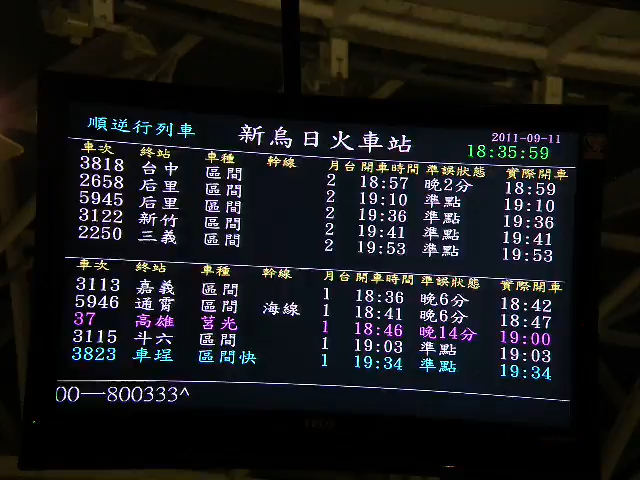 順逆行列車 新烏日火車站 2011-09-11
18:35:59
車次 終站 車種 幹線 月台 開車時間 準誤狀態 實際開車
3818 台中 區間 2 18:57 晚2分 18:59
2658 后里 區間 2 19:10 準點 19:10
5945 后里 區間 2 19:36 準點 19:36
3122 新竹 區間 2 19:41 準點 19:41
2250 三義 區間 2 19:53 準點 19:53
車次 終站 車種 幹線 月台 開車時間 準誤狀態 實際開車
3113 嘉義 區間 1 18:36 晚6分 18:42
5946 通霄 區間 海線 1 18:41 晚6分 18:47
37 高雄 莒光 1 18:46 晚14分 19:00
3115 斗六 區間 1 19:03 準點 19:03
3823 車埕 區間快 1 19:34 準點 19:34
00—800333^